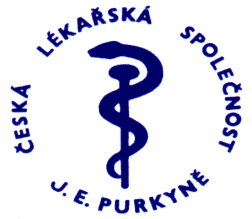 ČESKÁ LÉKAŘSKÁ SPOLEČNOST
J. E. PURKYNĚ